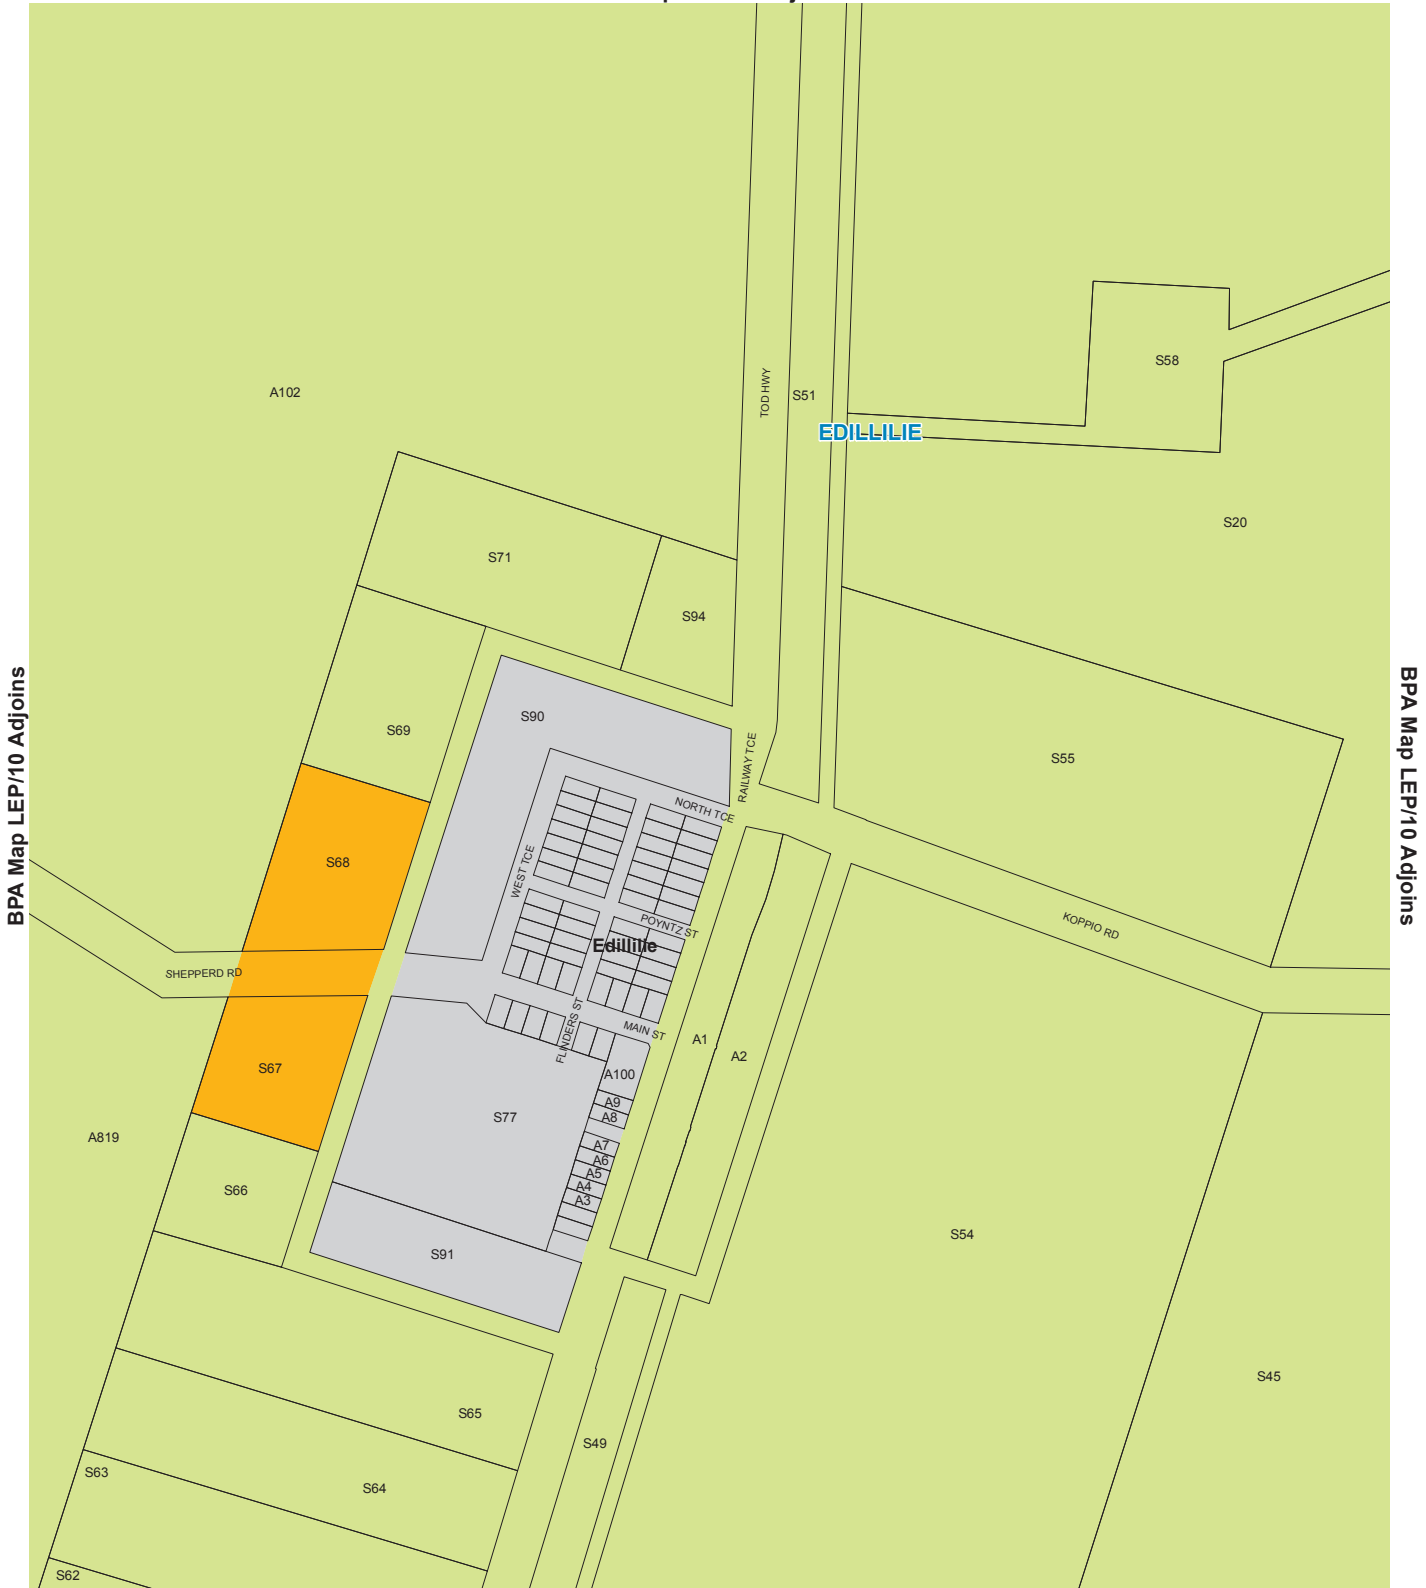 S58
A102
TOD HWY
S51
EDILLILIE
S20
S71
S94
S90
S69
RAILWAY TCE
S55
NORTH TCE
BPA Map LEP/10 Adjoins
BPA Map LEP/10 Adjoins
S68
WEST TCE
POYNTZ ST
KOPPIO RD
Edillilie
SHEPPERD RD
FLINDERS ST
MAIN ST
A1
A2
S67
A100
A9
A8
S77
A819
A7
A6
A5
A4
A3
S66
S54
S91
S45
S65
S49
S63
S64
S62